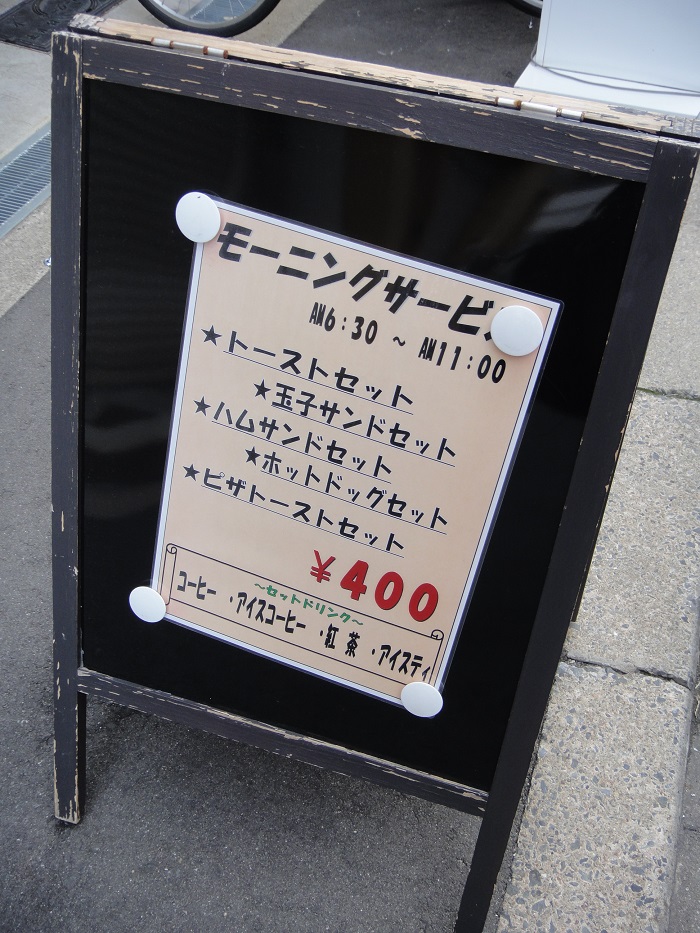 モーニングサービ
AM6:30 ～ AM11:00
★トーストセット
★玉子サンドセット
★ハムサンドセット
★ホットドッグセット
★ピザトーストセット
¥400
～セットドリンク～
コーヒー ・アイスコーヒー ・紅茶 ・アイスティ